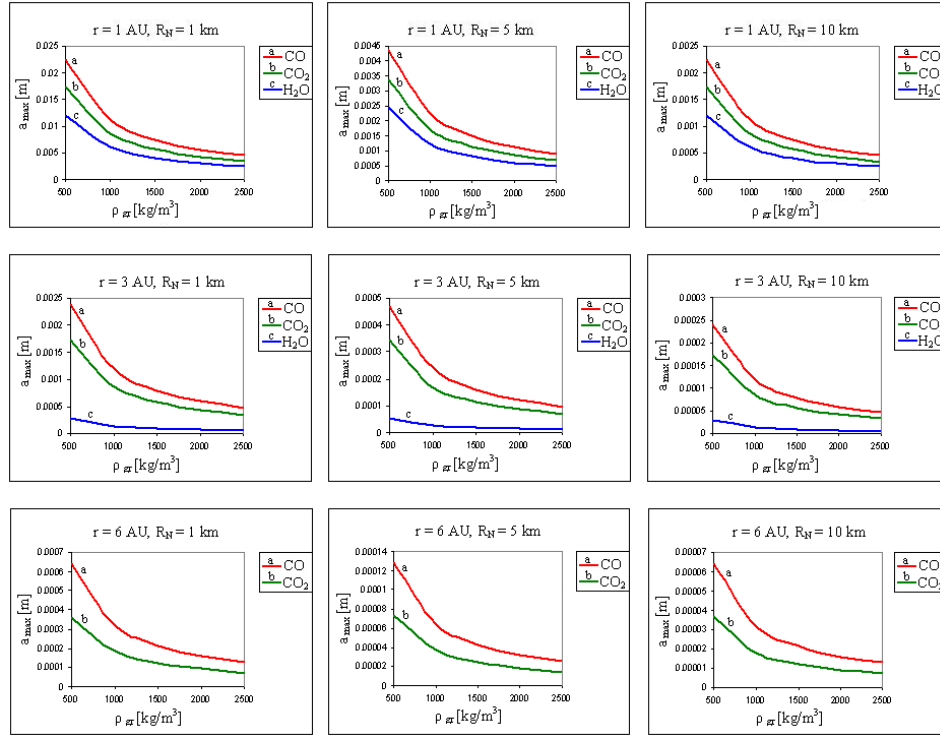 r = 1 AU, R_N = 1 km
0.025
0.02
0.015
0.01
0.005
0
a_max [m]
a
b
c
500 1000 1500 2000 2500
ρ_gr [kg/m³]
a CO
b CO₂
c H₂O
r = 1 AU, R_N = 5 km
0.0045
0.004
0.0035
0.003
0.0025
0.002
0.0015
0.001
0.0005
0
a_max [m]
a
b
c
500 1000 1500 2000 2500
ρ_gr [kg/m³]
a CO
b CO₂
c H₂O
r = 1 AU, R_N = 10 km
0.025
0.02
0.0015
0.001
0.0005
0
a_max [m]
a
b
c
500 1000 1500 2000 2500
ρ_gr [kg/m³]
a CO
b CO
c H₂O
r = 3 AU, R_N = 1 km
0.0025
0.002
0.0015
0.001
0.0005
0
a_max [m]
a
b
c
500 1000 1500 2000 2500
ρ_gr [kg/m³]
a CO
b CO₂
c H₂O
r = 3 AU, R_N = 5 km
0.0005
0.0004
0.0003
0.0002
0.0001
0
a_max [m]
a
b
c
500 1000 1500 2000 2500
ρ_gr [kg/m³]
a CO
b CO₂
c H₂O
r = 3 AU, R_N = 10 km
0.0003
0.00025
0.0002
0.00015
0.0001
0.00005
0
a_max [m]
a
b
c
500 1000 1500 2000 2500
ρ_gr [kg/m³]
a CO
b CO
c H₂O
r = 6 AU, R_N = 1 km
0.0007
0.0006
0.0005
0.0004
0.0003
0.0002
0.0001
0
a_max [m]
a
b
500 1000 1500 2000 2500
ρ_gr [kg/m³]
a CO
b CO₂
r = 6 AU, R_N = 5 km
0.00014
0.00012
0.0001
0.00008
0.00006
0.00004
0.00002
0
a_max [m]
a
b
500 1000 1500 2000 2500
ρ_gr [kg/m³]
a CO
b CO₂
r = 6 AU, R_N = 10 km
0.00007
0.00006
0.00005
0.00004
0.00003
0.00002
0.00001
0
a_max [m]
a
b
500 1000 1500 2000 2500
ρ_gr [kg/m³]
a CO
b CO₂